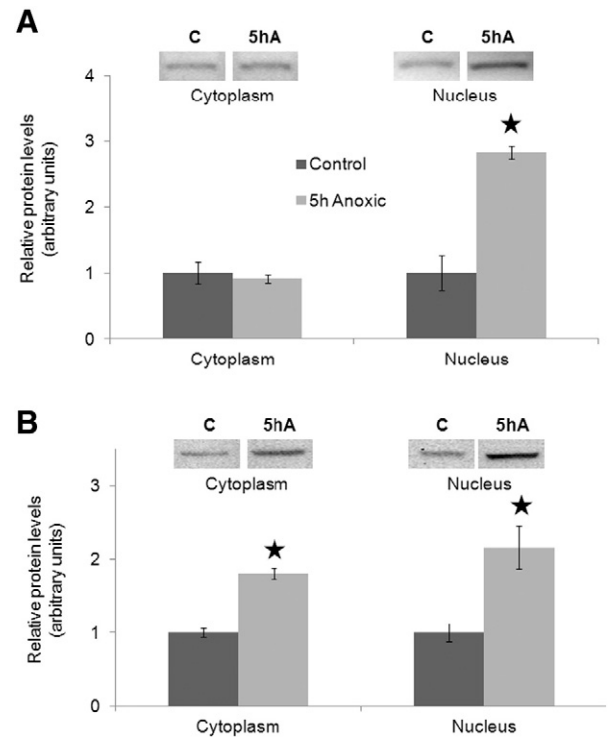 A
C 5hA C 5hA
Cytoplasm Nucleus
4
3
2
1
0
Relative protein levels
(arbitrary units)
Control
5h Anoxic
Cytoplasm Nucleus
B
C 5hA C 5hA
Cytoplasm Nucleus
3
2
1
0
Relative protein levels
(arbitrary units)
Cytoplasm Nucleus